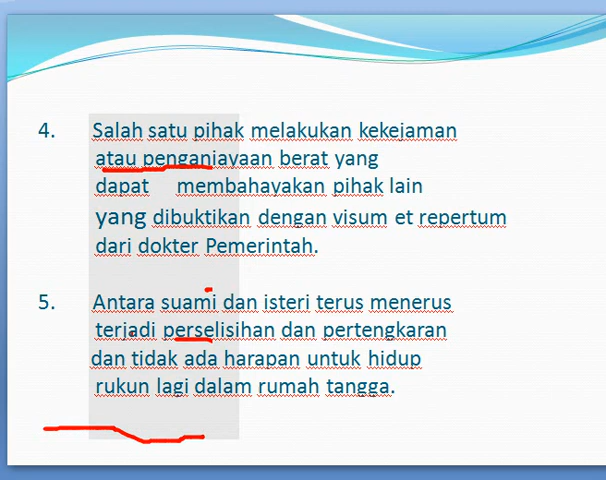 4. Salah satu pihak melakukan kekejaman
atau penganiayaan berat yang
dapat membahayakan pihak lain
yang dibuktikan dengan visum et repertum
dari dokter Pemerintah.
5. Antara suami dan isteri terus menerus
terjadi perselisihan dan pertengkaran
dan tidak ada harapan untuk hidup
rukun lagi dalam rumah tangga.